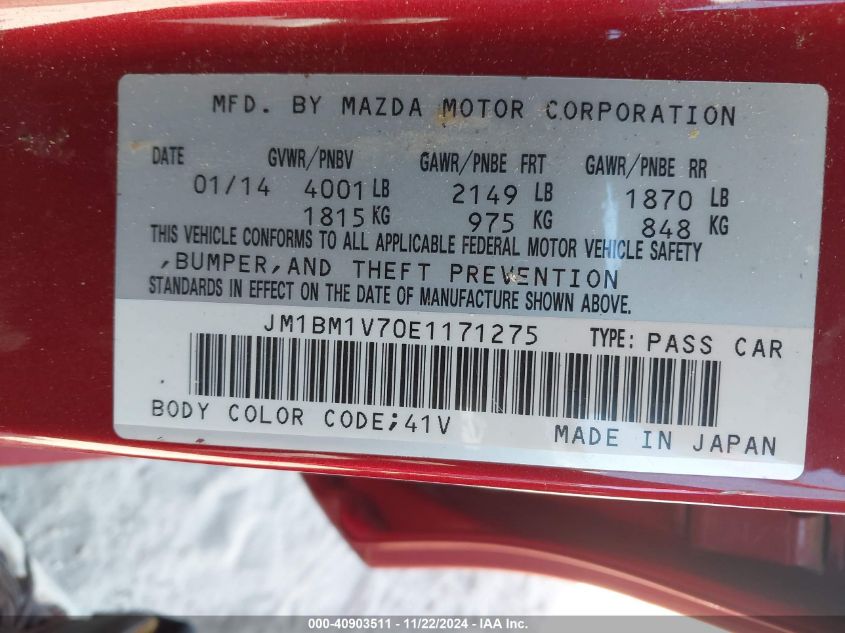 MFD. BY MAZDA MOTOR CORPORATION
DATE GVWR/PNBV GAWR/PNBE FRT GAWR/PNBE RR
01/14 4001 LB 2149 LB 1870 LB
1815 KG 975 KG 848 KG
THIS VEHICLE CONFORMS TO ALL APPLICABLE FEDERAL MOTOR VEHICLE SAFETY
,BUMPER,AND THEFT PREVENTION
STANDARDS IN EFFECT ON THE DATE OF MANUFACTURE SHOWN ABOVE.
JM1BM1V70E1171275 TYPE: PASS CAR
BODY COLOR CODE;41V
MADE IN JAPAN
000-40903511 - 11/22/2024 - IAA Inc.